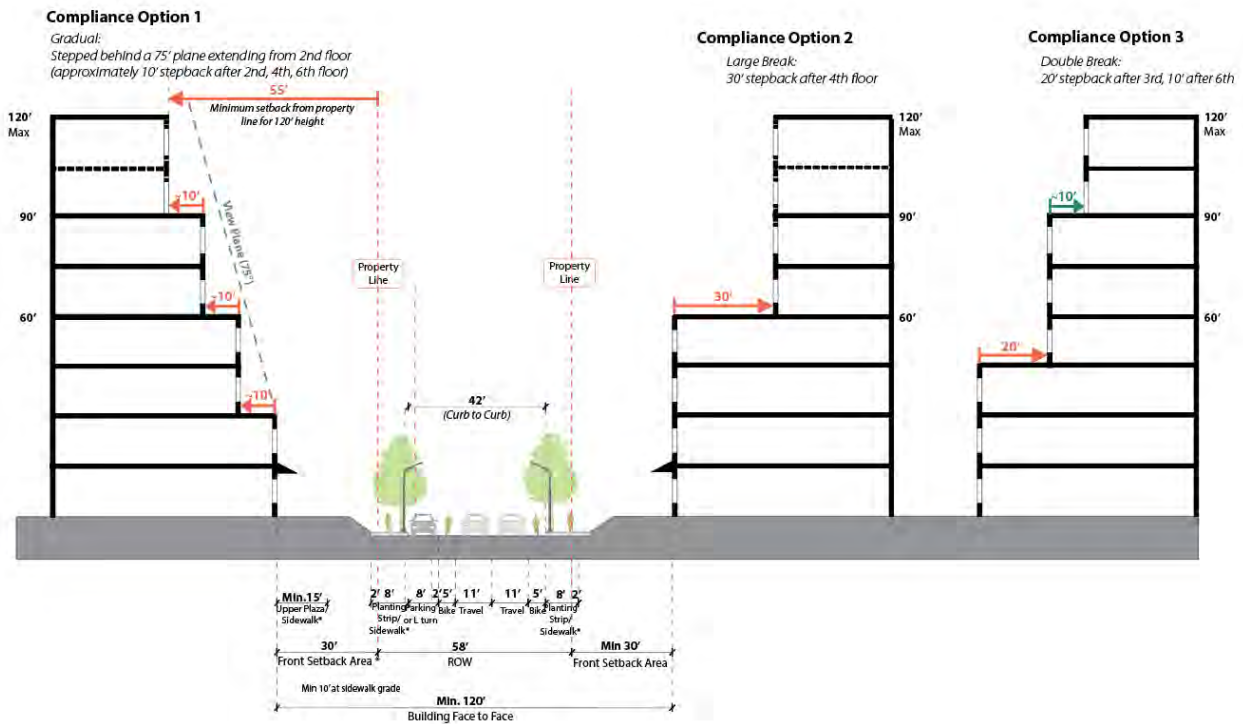 Compliance Option 1
Gradual:
Stepped behind a 75' plane extending from 2nd floor
(approximately 10' stepback after 2nd, 4th, 6th floor)
Compliance Option 2
Large Break:
30' stepback after 4th floor
Compliance Option 3
Double Break:
20' stepback after 3rd, 10' after 6th
55'
Minimum setback from property
line for 120' height
120'
Max
90'
60'
~10'
~10'
~10'
View Plane (75°)
Property
Line
Property
Line
42'
(Curb to Curb)
30'
120'
Max
90'
60'
~10'
20'
120'
Max
90'
60'
Min.15'
Upper Plaza/
Sidewalk*
2'
8'
Planting
Strip/
Sidewalk*
8'
Parking
or L turn
2'
5'
Bike
11'
Travel
11'
Travel
5'
Bike
8'
Planting
Strip/
Sidewalk*
2'
30'
Front Setback Area
58'
ROW
Min 30'
Front Setback Area
Min 10' at sidewalk grade
Min. 120'
Building Face to Face